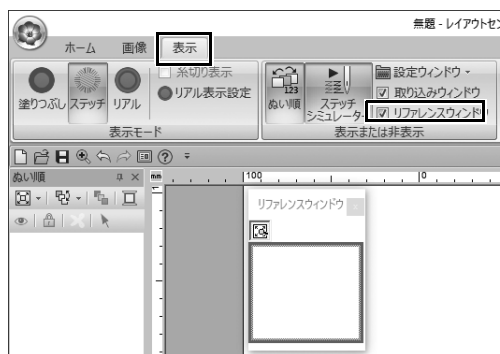 無題 - レイアウトセン
ホーム 画像 表示
糸切り表示
リアル表示設定
塗りつぶし ステッチ リアル
表示モード
設定ウィンドウ
取り込みウィンドウ
リファレンスウィンドウ
ぬい順 ステッチ シミュレーター
表示または非表示
ぬい順
mm 100 0
リファレンスウィンドウ